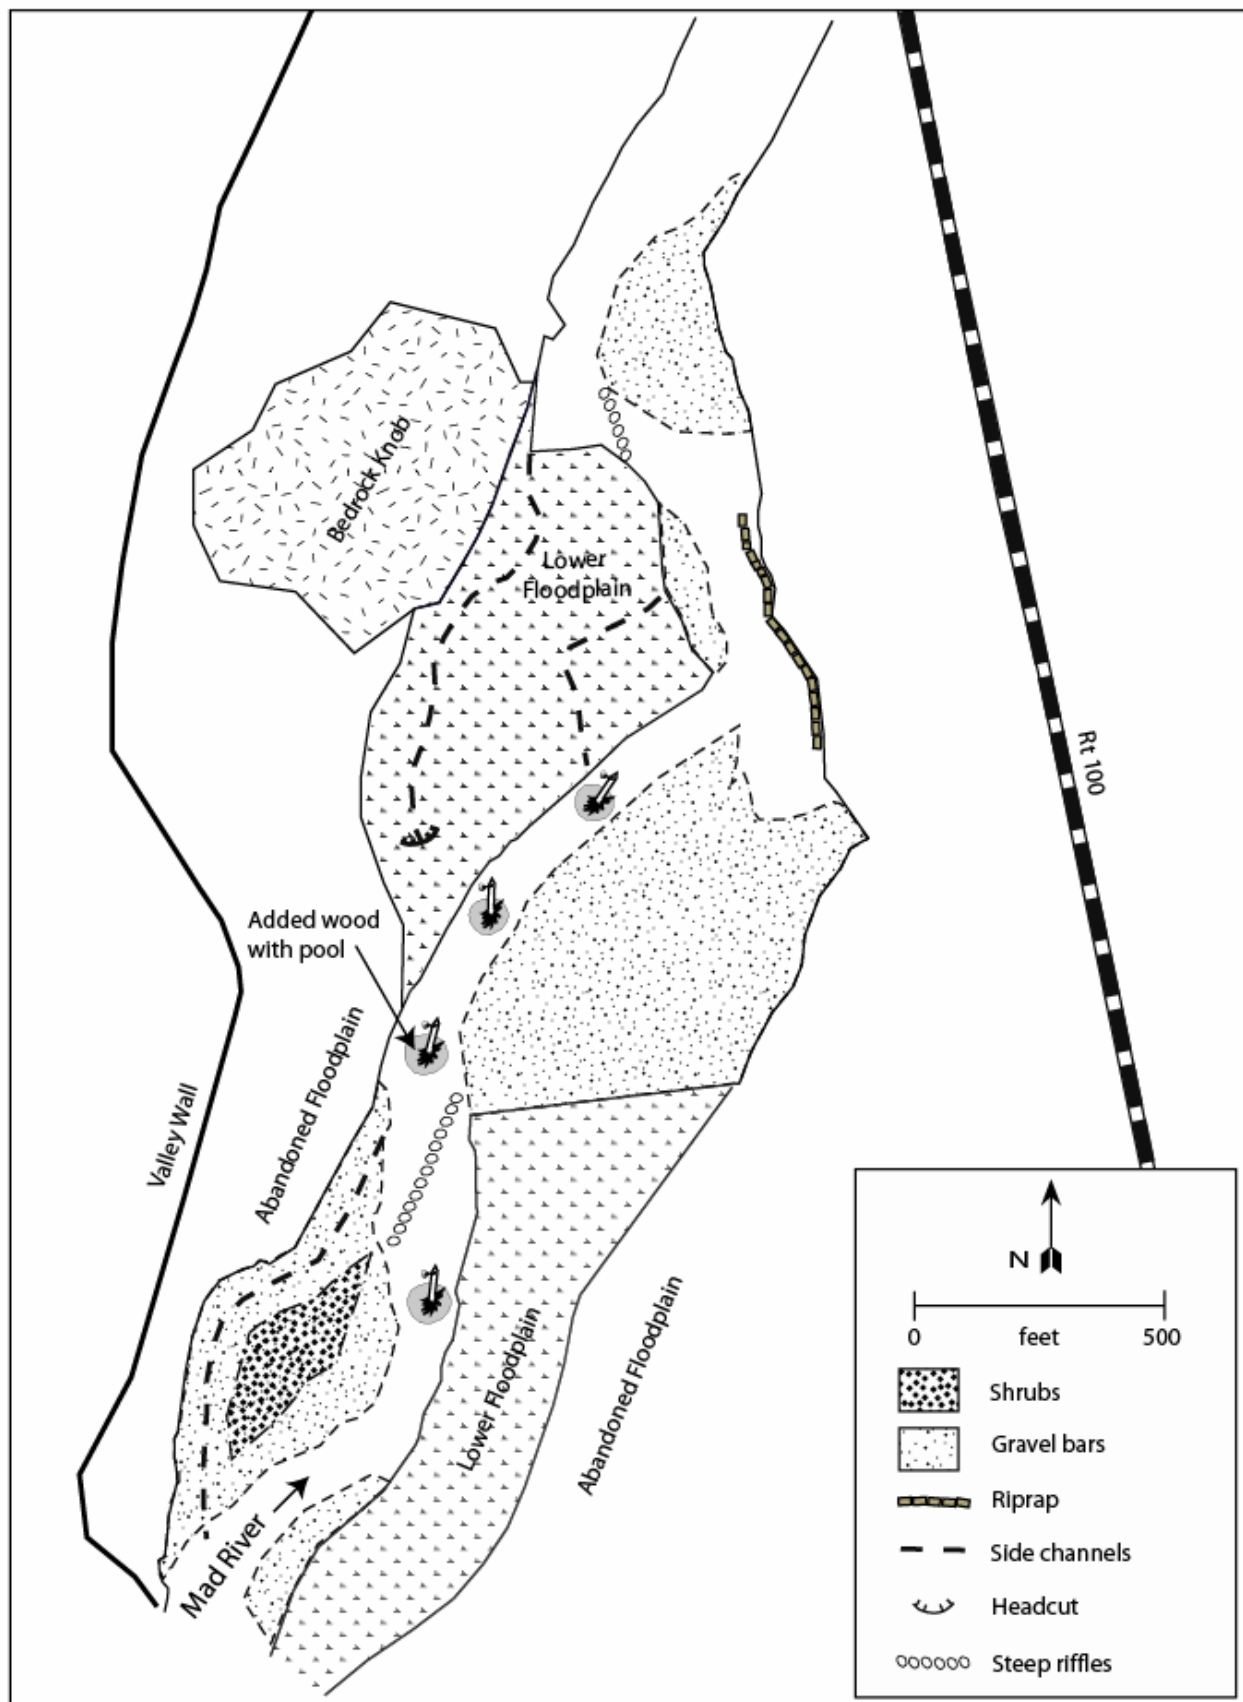 Bedrock Knob
Lower
Floodplain
Rt 100
Added wood
with pool
Abandoned Floodplain
Valley Wall
Lower Floodplain
Abandoned Floodplain
Mad River
N
0 feet 500
Shrubs
Gravel bars
Riprap
Side channels
Headcut
Steep riffles